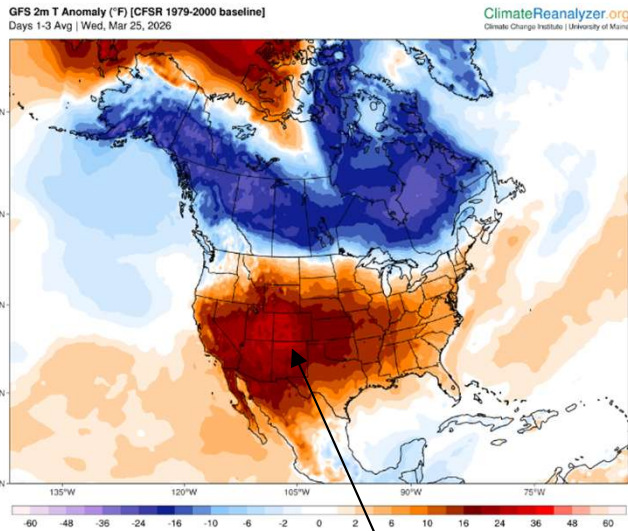 GFS 2m T Anomaly (°F) [CFSR 1979-2000 baseline]
Days 1-3 Avg | Wed, Mar 25, 2026
ClimateReanalyzer.org
Climate Change Institute | University of Maine
N
N
N
N
N
135°W 120°W 105°W 90°W 75°W
-60 -48 -36 -24 -16 -10 -6 -2 0 2 6 10 16 24 36 48 60